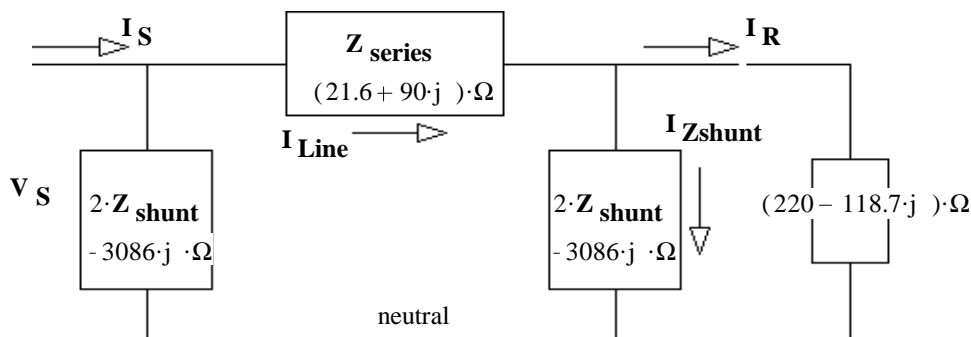 I S
Z series
I R
(21.6 + 90·j )·Ω
I Line
I Zshunt
V S
2·Z shunt
- 3086·j ·Ω
2·Z shunt
- 3086·j ·Ω
(220 – 118.7·j )·Ω
neutral